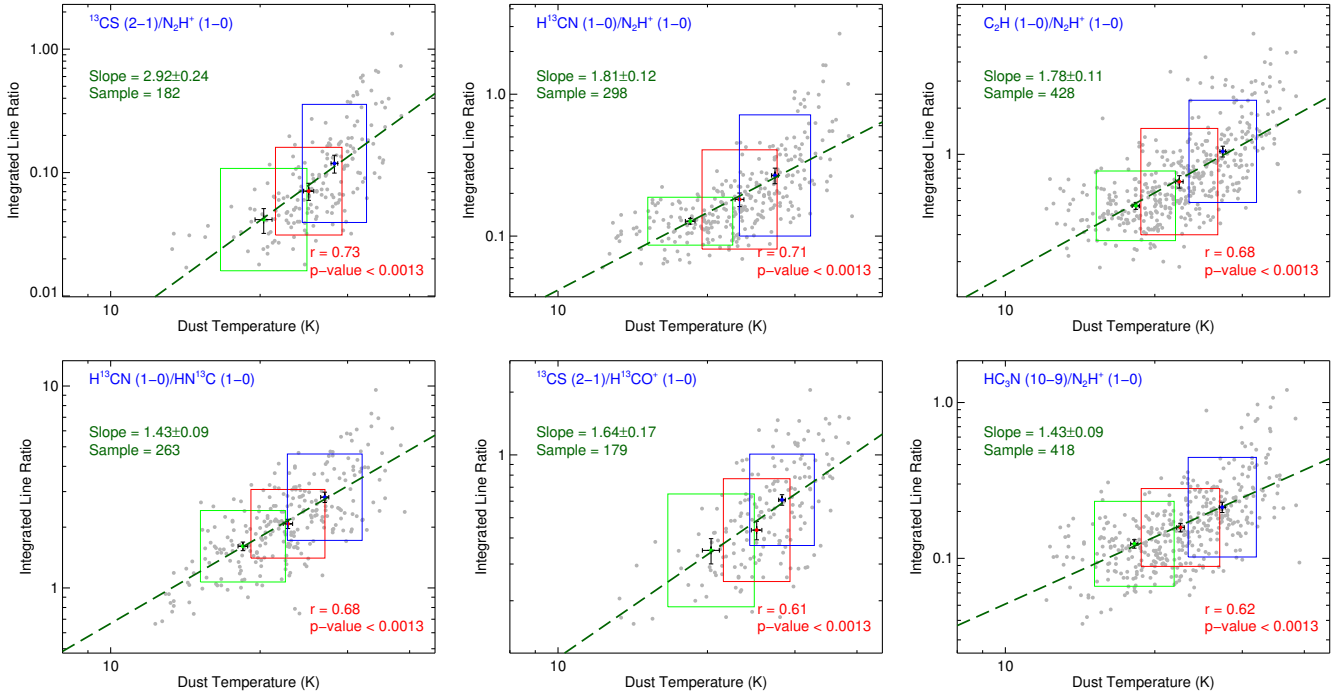 ¹³CS (2−1)/N₂H⁺ (1−0)
Slope = 2.92±0.24
Sample = 182
r = 0.73
p−value < 0.0013
1.00
0.10
0.01
10
Integrated Line Ratio
Dust Temperature (K)
H¹³CN (1−0)/N₂H⁺ (1−0)
Slope = 1.81±0.12
Sample = 298
r = 0.71
p−value < 0.0013
1.0
0.1
10
Integrated Line Ratio
Dust Temperature (K)
C₂H (1−0)/N₂H⁺ (1−0)
Slope = 1.78±0.11
Sample = 428
r = 0.68
p−value < 0.0013
1
10
Integrated Line Ratio
Dust Temperature (K)
H¹³CN (1−0)/HN¹³C (1−0)
Slope = 1.43±0.09
Sample = 263
r = 0.68
p−value < 0.0013
10
1
10
Integrated Line Ratio
Dust Temperature (K)
¹³CS (2−1)/H¹³CO⁺ (1−0)
Slope = 1.64±0.17
Sample = 179
r = 0.61
p−value < 0.0013
1
10
Integrated Line Ratio
Dust Temperature (K)
HC₃N (10−9)/N₂H⁺ (1−0)
Slope = 1.43±0.09
Sample = 418
r = 0.62
p−value < 0.0013
1.0
0.1
10
Integrated Line Ratio
Dust Temperature (K)